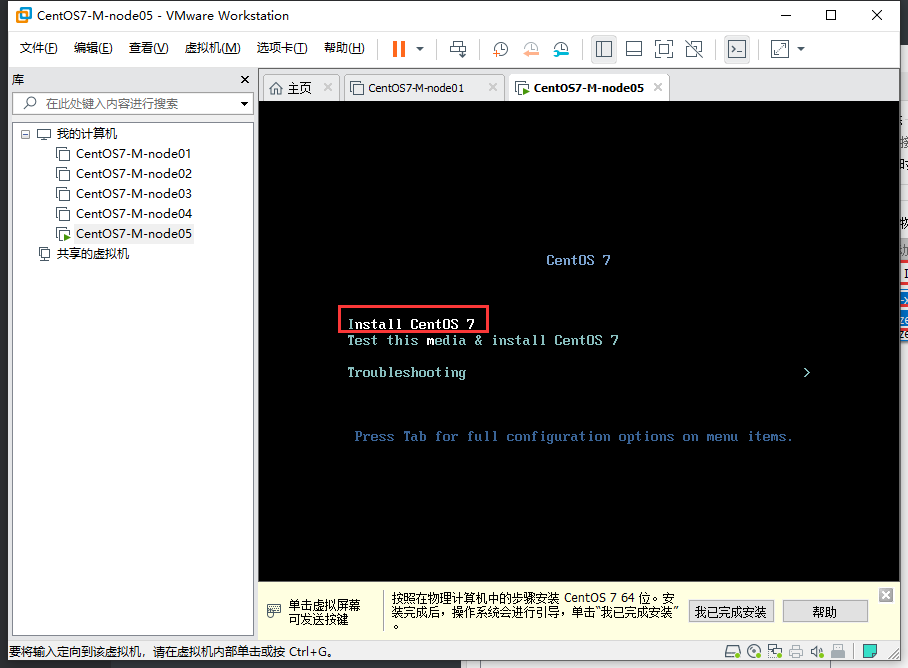 CentOS7-M-node05 - VMware Workstation
文件(F) 编辑(E) 查看(V) 虚拟机(M) 选项卡(T) 帮助(H)
库
在此处键入内容进行搜索
我的计算机
CentOS7-M-node01
CentOS7-M-node02
CentOS7-M-node03
CentOS7-M-node04
CentOS7-M-node05
共享的虚拟机
主页 CentOS7-M-node01 CentOS7-M-node05
CentOS 7
Install CentOS 7
Test this media & install CentOS 7
Troubleshooting >
Press Tab for full configuration options on menu items.
单击虚拟屏幕
可发送按键
按照在物理计算机中的步骤安装 CentOS 7 64 位。安
装完成后，操作系统会进行引导，单击“我已完成安装”
。
我已完成安装 帮助
要将输入定向到该虚拟机，请在虚拟机内部单击或按 Ctrl+G。